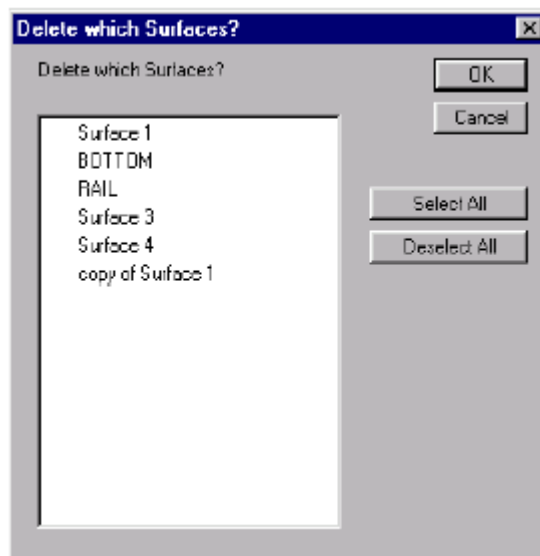 Delete which Surfaces?
Delete which Surfaces?
OK
Cancel
Surface 1
BOTTOM
RAIL
Surface 3
Surface 4
copy of Surface 1
Select All
Deselect All